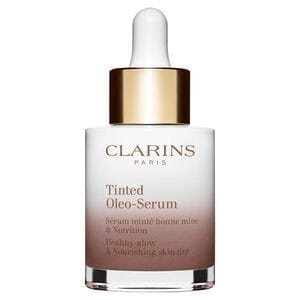 CLARINS
PARIS
Tinted
Oleo-Serum
Sérum teinté bonne mine
& Nutrition
Healthy-glow
& Nourishing skin tint